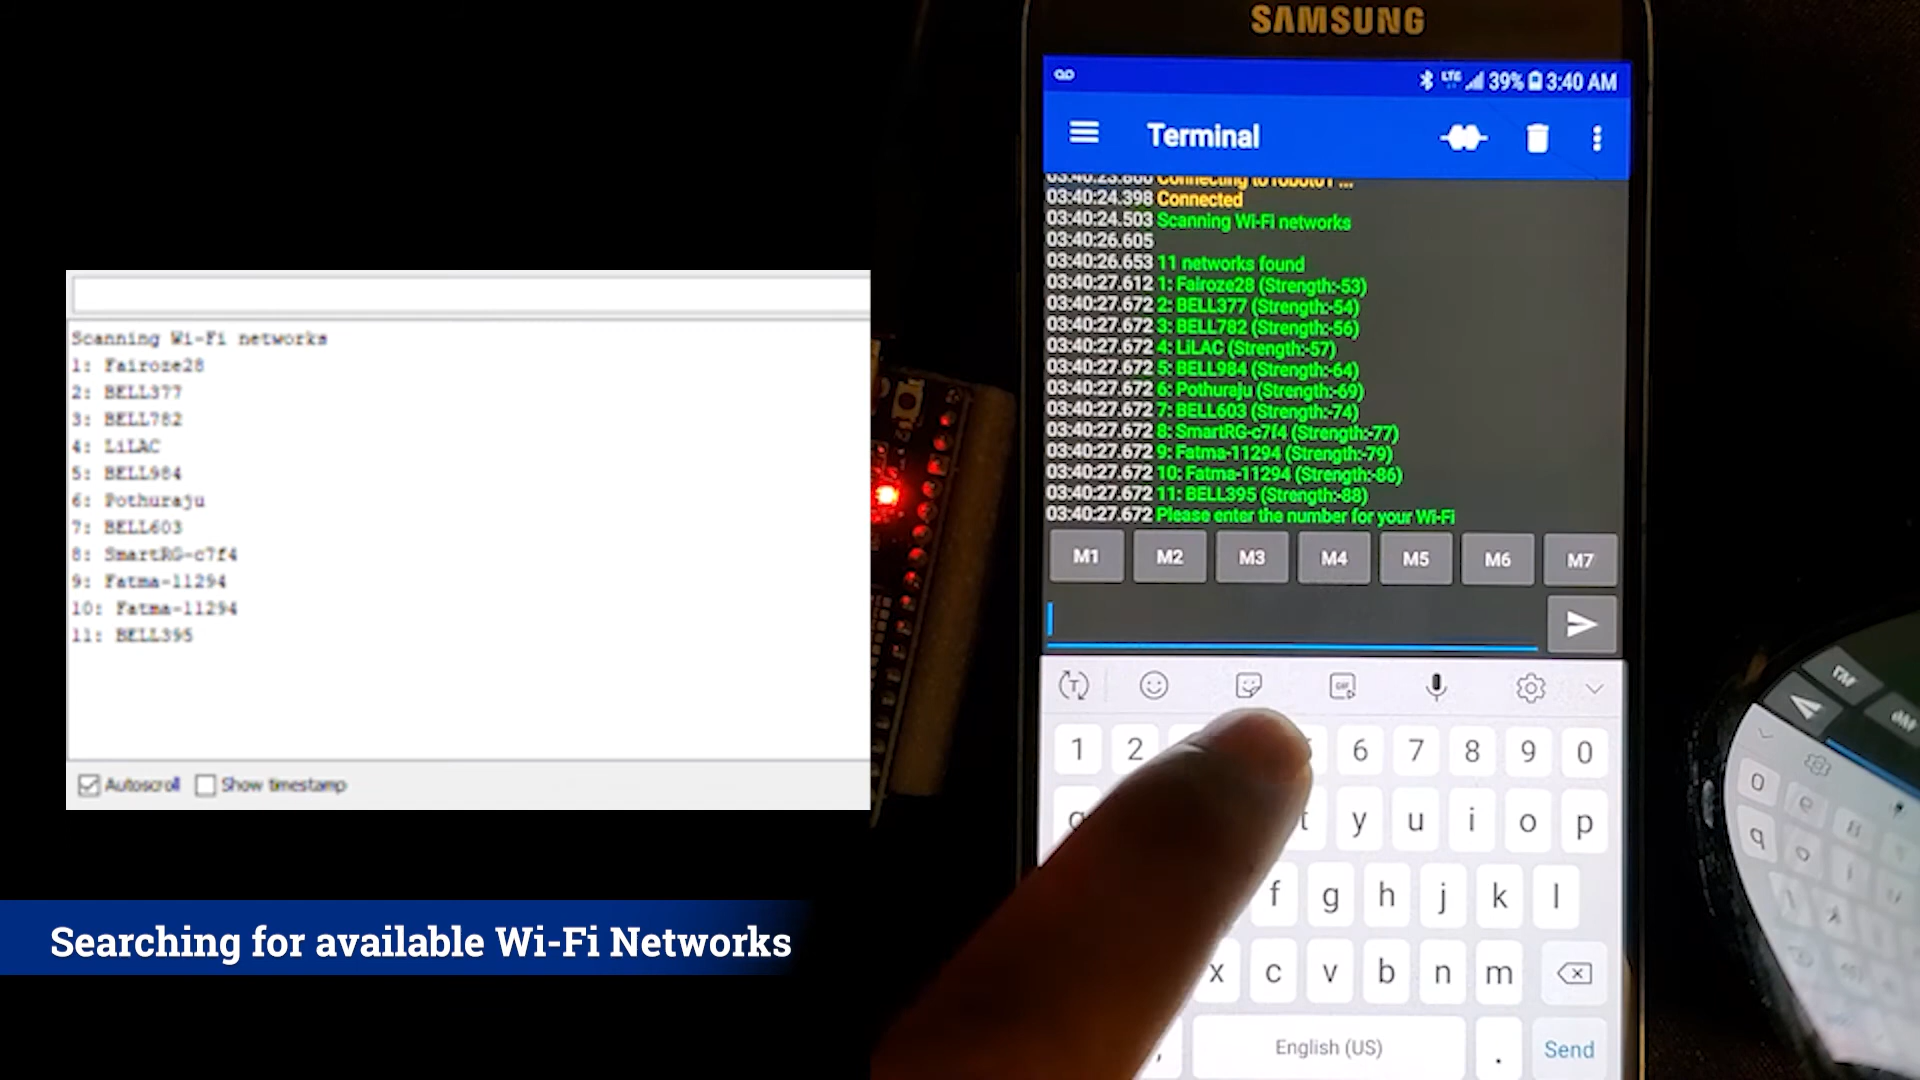 Scanning Wi-Fi networks
1: Fairoze28
2: BELL377
3: BELL782
4: LiLAC
5: BELL984
6: Pothuraju
7: BELL603
8: SmartRG-c7f4
9: Fatma-11294
10: Fatma-11294
11: BELL395
Autoscroll Show timestamp
Searching for available Wi-Fi Networks
SAMSUNG
LTE 39% 3:40 AM
Terminal
03:40:23.800 Connecting to robot01 ...
03:40:24.398 Connected
03:40:24.503 Scanning Wi-Fi networks
03:40:26.605
03:40:26.653 11 networks found
03:40:27.612 1: Fairoze28 (Strength:-53)
03:40:27.672 2: BELL377 (Strength:-54)
03:40:27.672 3: BELL782 (Strength:-56)
03:40:27.672 4: LiLAC (Strength:-57)
03:40:27.672 5: BELL984 (Strength:-64)
03:40:27.672 6: Pothuraju (Strength:-69)
03:40:27.672 7: BELL603 (Strength:-74)
03:40:27.672 8: SmartRG-c7f4 (Strength:-77)
03:40:27.672 9: Fatma-11294 (Strength:-79)
03:40:27.672 10: Fatma-11294 (Strength:-86)
03:40:27.672 11: BELL395 (Strength:-88)
03:40:27.672 Please enter the number for your Wi-Fi
M1 M2 M3 M4 M5 M6 M7
GIF
1 2 6 7 8 9 0
q t y u i o p
f g h j k l
x c v b n m
, English (US) . Send